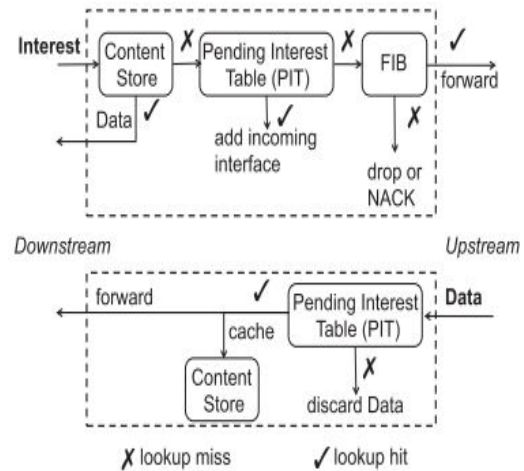 Interest
Content
Store
✗
Pending Interest
Table (PIT)
✗
FIB
✓
forward
Data
✓
✓
add incoming
interface
✗
drop or
NACK
Downstream
Upstream
forward
✓
Pending Interest
Table (PIT)
Data
cache
Content
Store
✗
discard Data
✗ lookup miss
✓ lookup hit